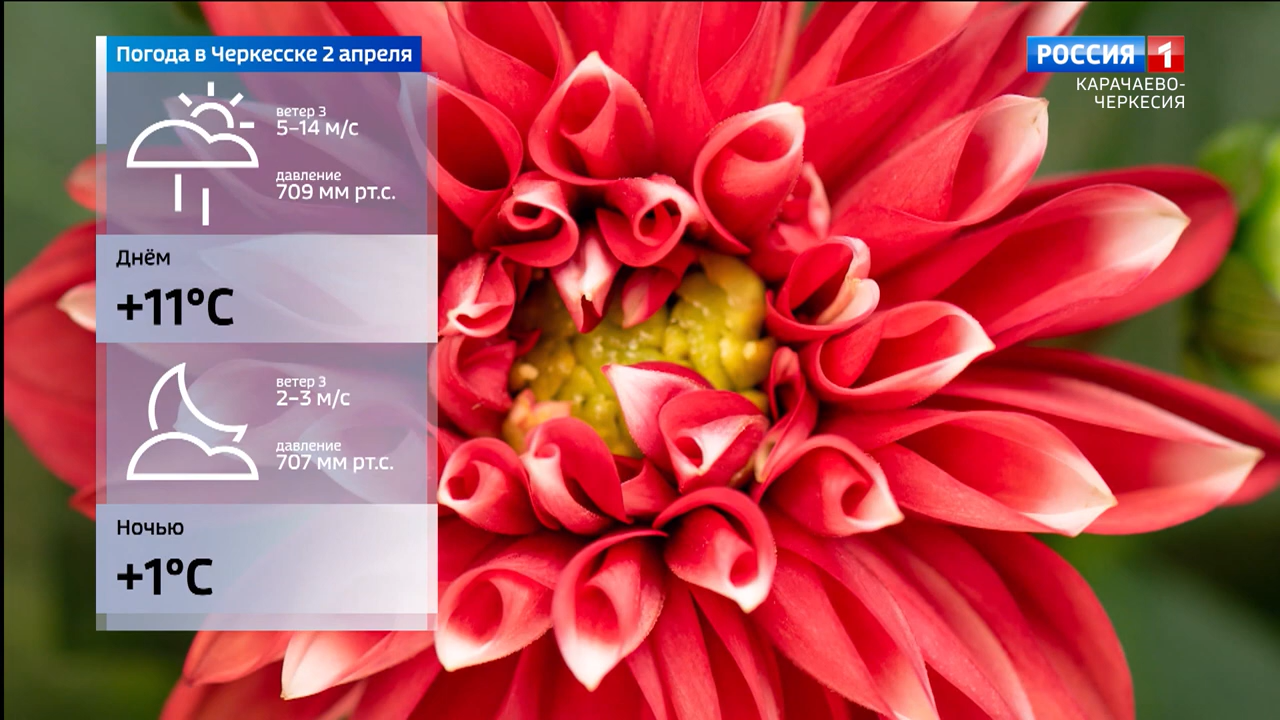 Погода в Черкесске 2 апреля
ветер З
5–14 м/с
давление
709 мм рт.с.
Днём
+11°C
ветер З
2–3 м/с
давление
707 мм рт.с.
Ночью
+1°C
РОССИЯ 1
КАРАЧАЕВО-
ЧЕРКЕСИЯ